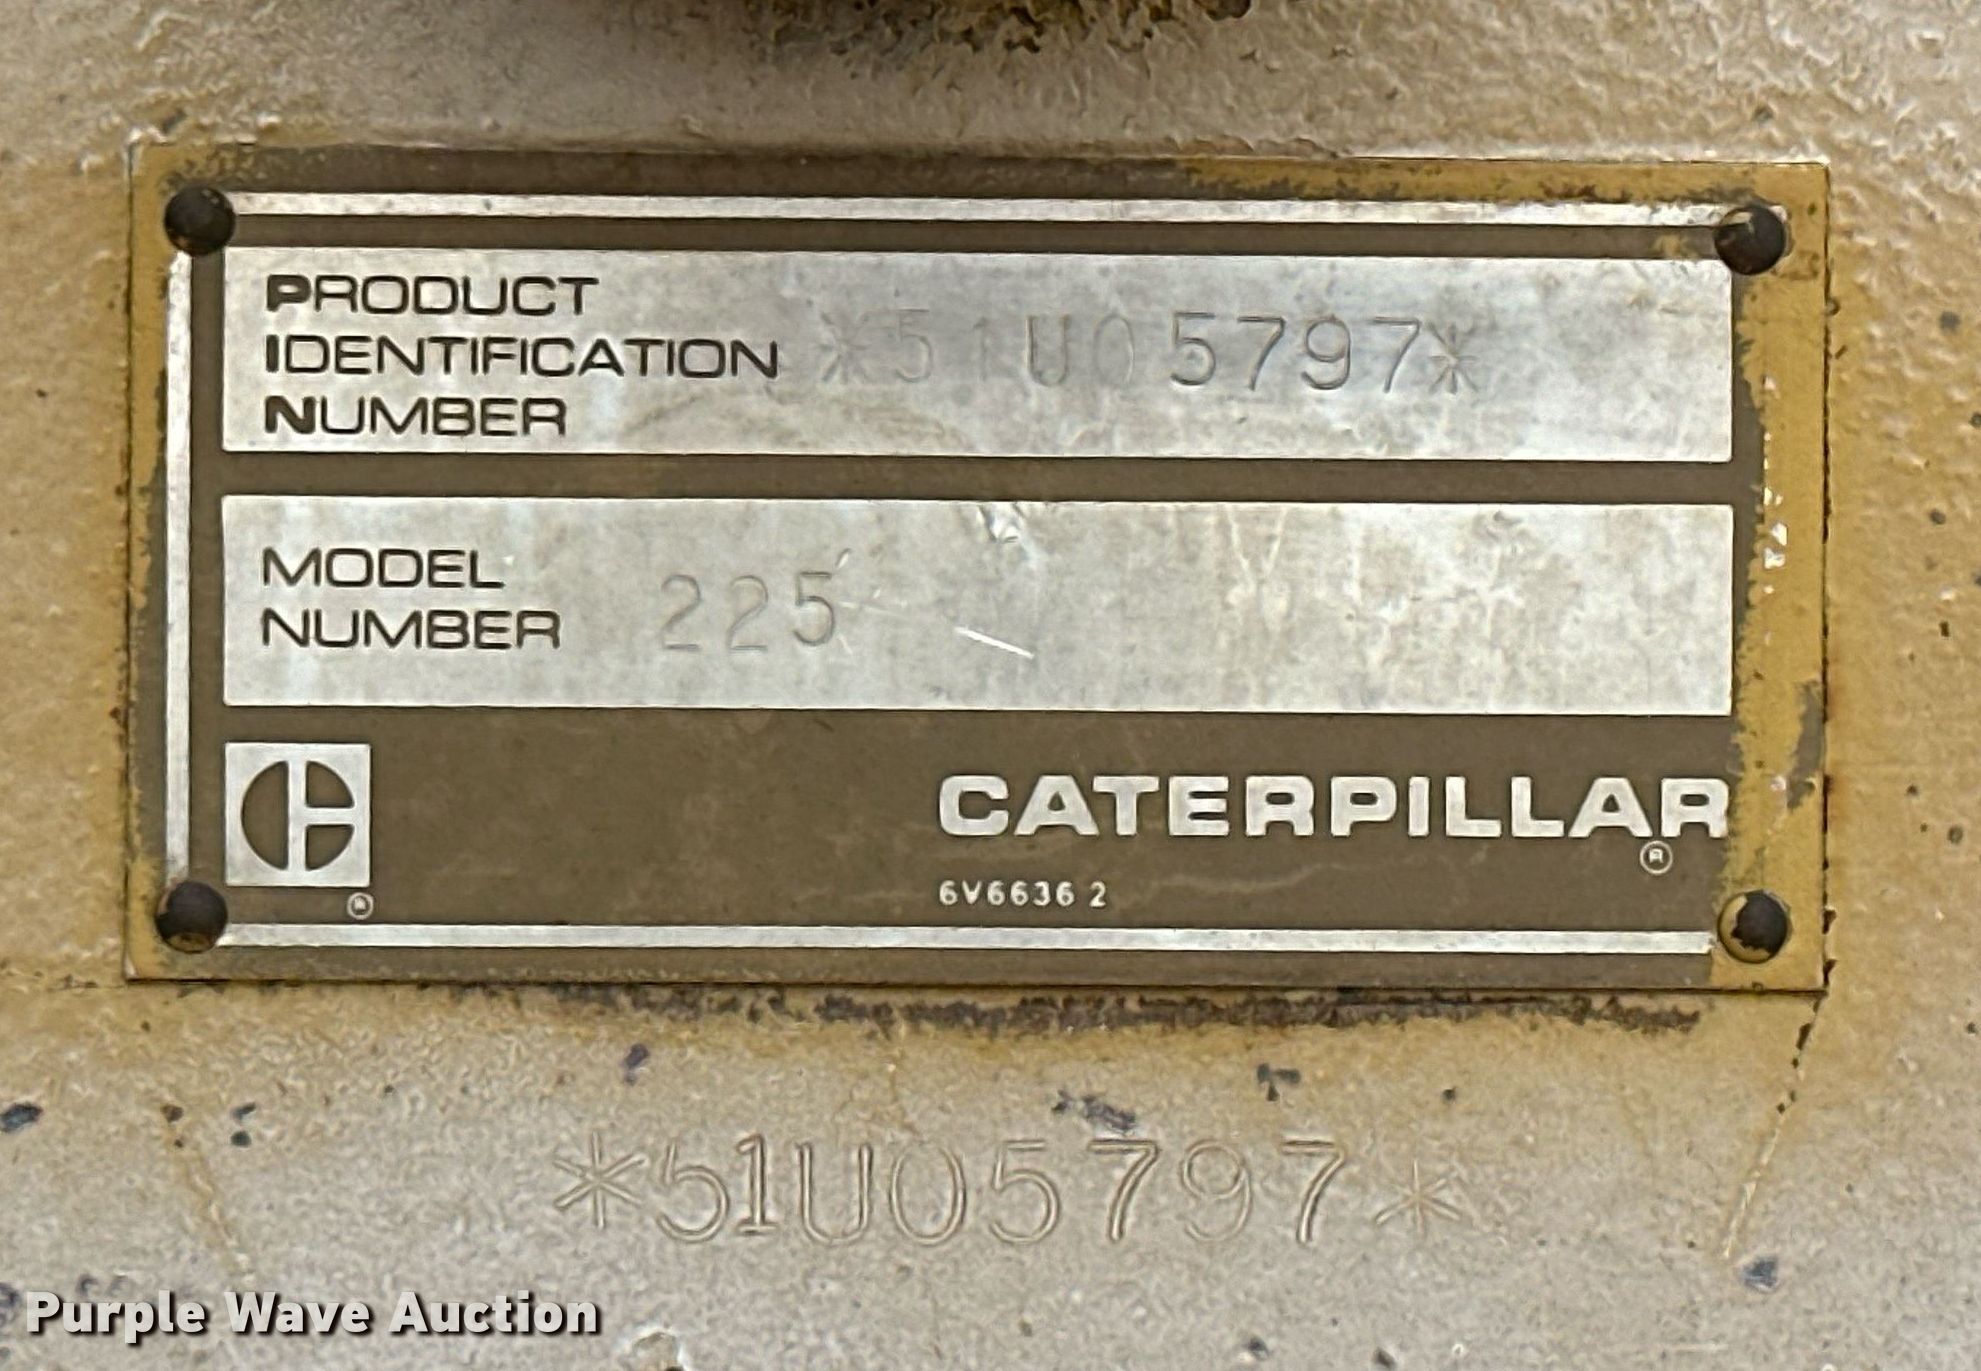 PRODUCT
IDENTIFICATION
NUMBER
*51U05797*
MODEL
NUMBER
225
CATERPILLAR
®
®
6V6636 2
*51U05797*
Purple Wave Auction